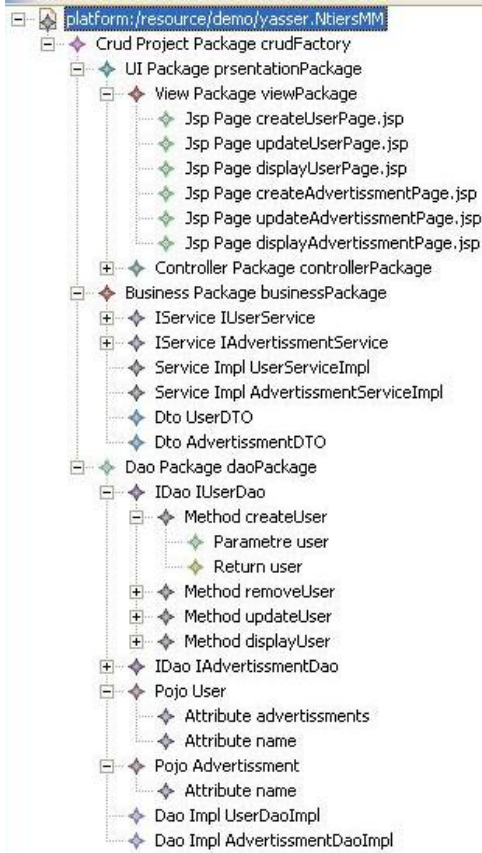 platform:/resource/demo/yasser.NtiersMM
Crud Project Package crudFactory
UI Package prsentationPackage
View Package viewPackage
Jsp Page createUserPage.jsp
Jsp Page updateUserPage.jsp
Jsp Page displayUserPage.jsp
Jsp Page createAdvertissmentPage.jsp
Jsp Page updateAdvertissmentPage.jsp
Jsp Page displayAdvertissmentPage.jsp
Controller Package controllerPackage
Business Package businessPackage
IService IUserService
IService IAdvertissmentService
Service Impl UserServiceImpl
Service Impl AdvertissmentServiceImpl
Dto UserDTO
Dto AdvertissmentDTO
Dao Package daoPackage
IDao IUserDao
Method createUser
Parametre user
Return user
Method removeUser
Method updateUser
Method displayUser
IDao IAdvertissmentDao
Pojo User
Attribute advertissments
Attribute name
Pojo Advertissment
Attribute name
Dao Impl UserDaoImpl
Dao Impl AdvertissmentDaoImpl